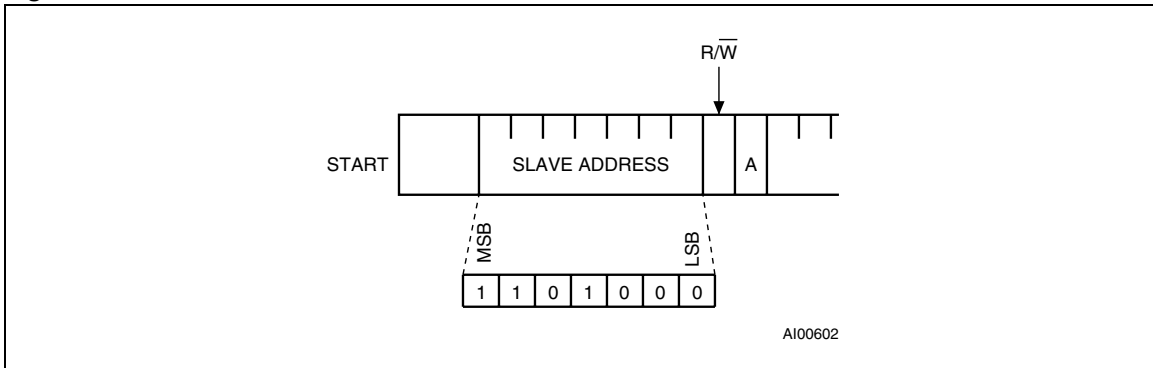 R/W̅
START
SLAVE ADDRESS
A
MSB
LSB
1 1 0 1 0 0 0
AI00602